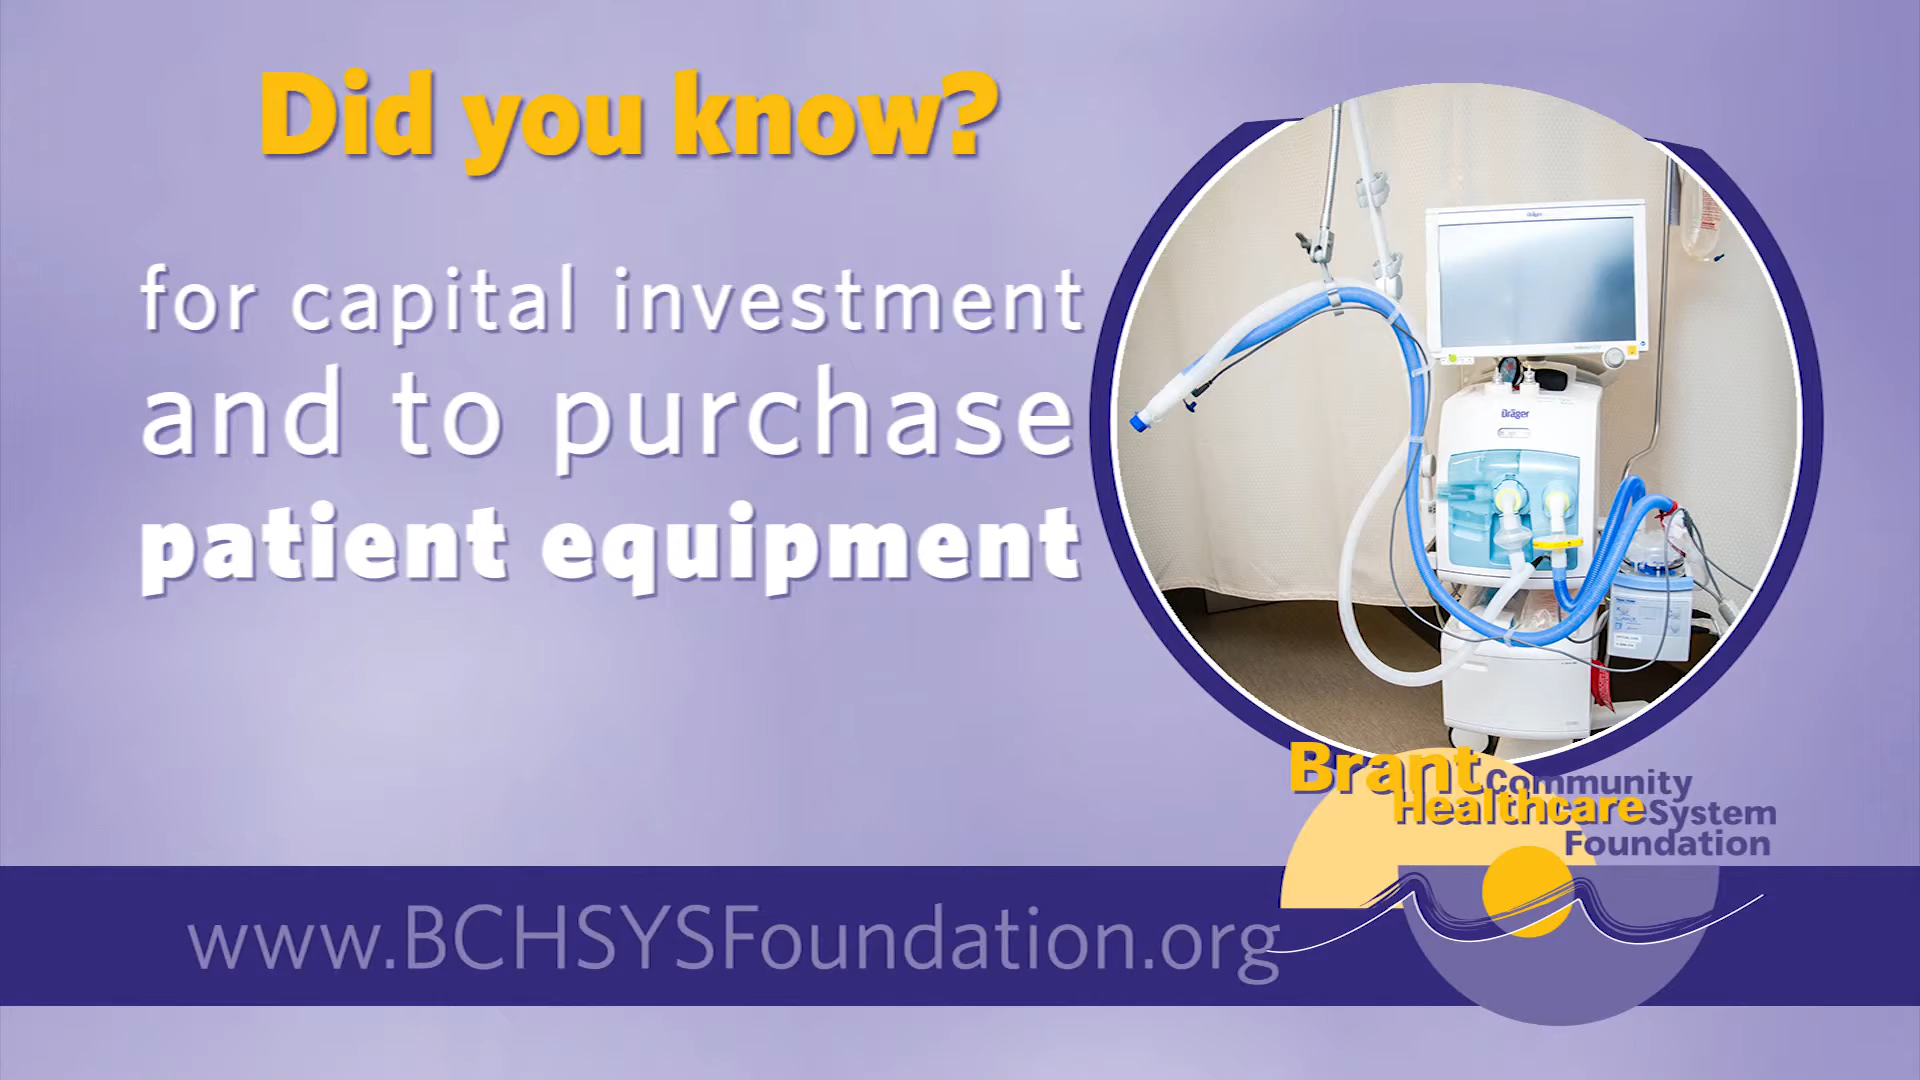 Did you know?
for capital investment
and to purchase
patient equipment
Dräger
Dräger
Brant Community
Healthcare System
Foundation
www.BCHSYSFoundation.org